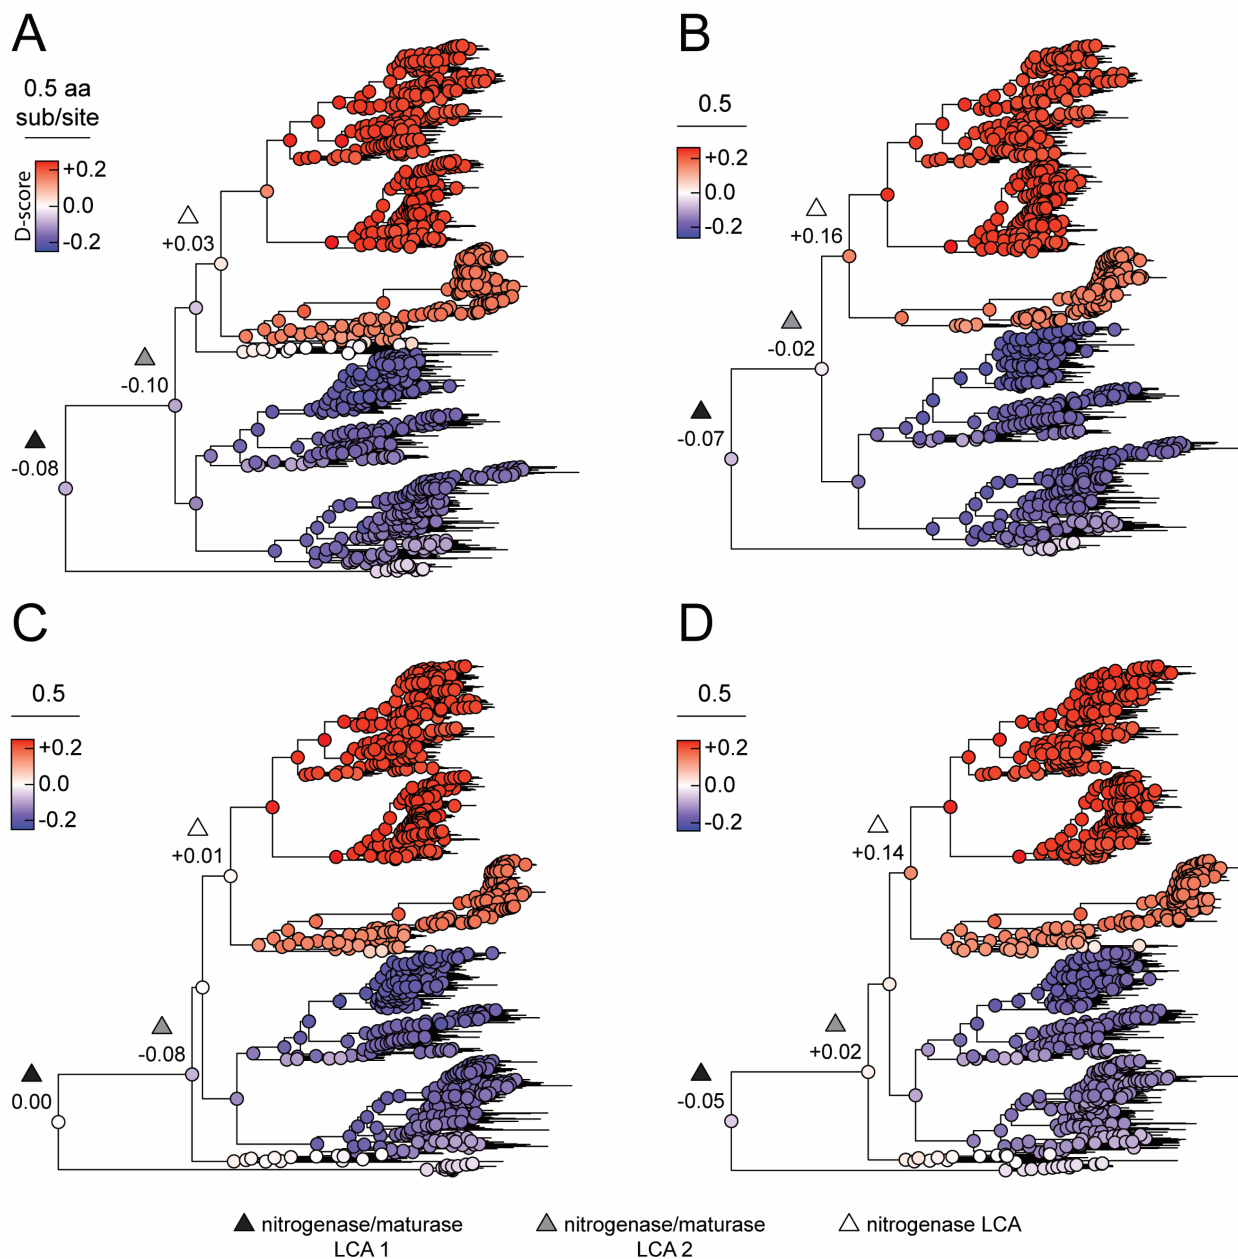 A
0.5 aa
sub/site
D-score
+0.2
0.0
-0.2
+0.03
-0.10
-0.08
B
0.5
+0.2
0.0
-0.2
+0.16
-0.02
-0.07
C
0.5
+0.2
0.0
-0.2
+0.01
-0.08
0.00
D
0.5
+0.2
0.0
-0.2
+0.14
+0.02
-0.05
nitrogenase/maturase
LCA 1
nitrogenase/maturase
LCA 2
nitrogenase LCA